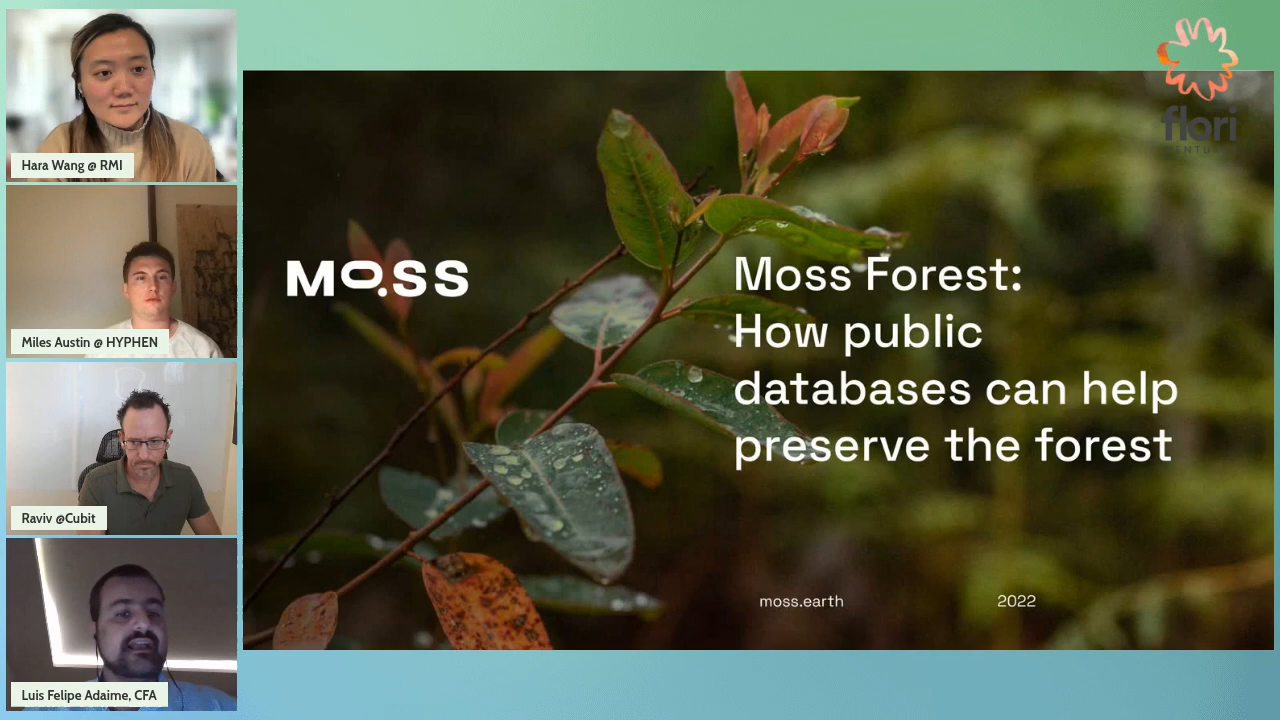 Hara Wang @ RMI
Miles Austin @ HYPHEN
Raviv @Cubit
Luis Felipe Adaime, CFA
MOSS
Moss Forest:
How public
databases can help
preserve the forest
moss.earth
2022
flori